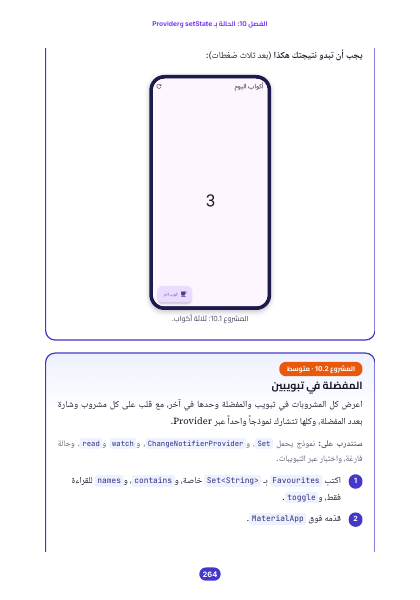 الفصل 10: الحالة بـ setState وProvider
يجب أن تبدو نتيجتك هكذا (بعد ثلاث ضغطات):
أكواب اليوم
3
كوب آخر
المشروع 10.1: ثلاثة أكواب.
المشروع 10.2 · متوسط
المفضلة في تبويبين
اعرض كل المشروبات في تبويب والمفضلة وحدها في آخر، مع قلب على كل مشروب وشارة
بعدد المفضلة، وكلها تتشارك نموذجاً واحداً عبر Provider.
ستتدرب على: نموذج يحمل Set، و ChangeNotifierProvider، و watch و read، وحالة
فارغة، واختبار عبر التبويبات.
1 اكتب Favourites بـ Set<String> خاصة، و contains، و names للقراءة
فقط، و toggle.
2 قدّمه فوق MaterialApp.
264